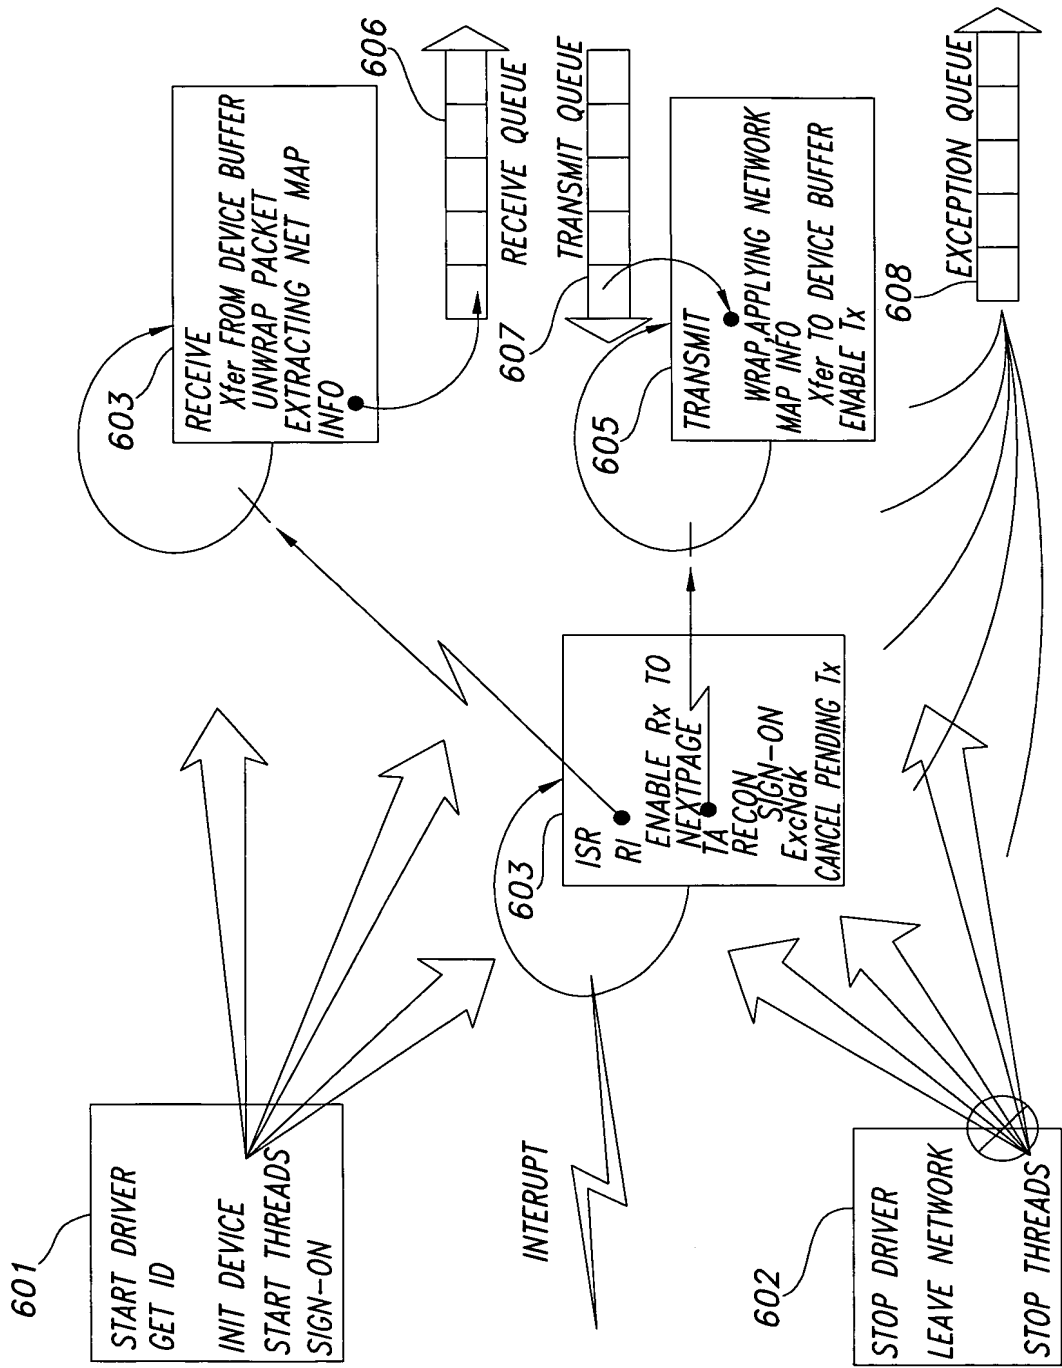 601
START DRIVER
GET ID
INIT DEVICE
START THREADS
SIGN-ON
INTERUPT
602
STOP DRIVER
LEAVE NETWORK
STOP THREADS
603
ISR
RI
ENABLE Rx TO
NEXTPAGE
TA
RECON
SIGN-ON
ExcNak
CANCEL PENDING Tx
603
RECEIVE
Xfer FROM DEVICE BUFFER
UNWRAP PACKET
EXTRACTING NET MAP
INFO
606
RECEIVE QUEUE
TRANSMIT QUEUE
607
605
TRANSMIT
WRAP,APPLYING NETWORK
MAP INFO
Xfer TO DEVICE BUFFER
ENABLE Tx
608
EXCEPTION QUEUE